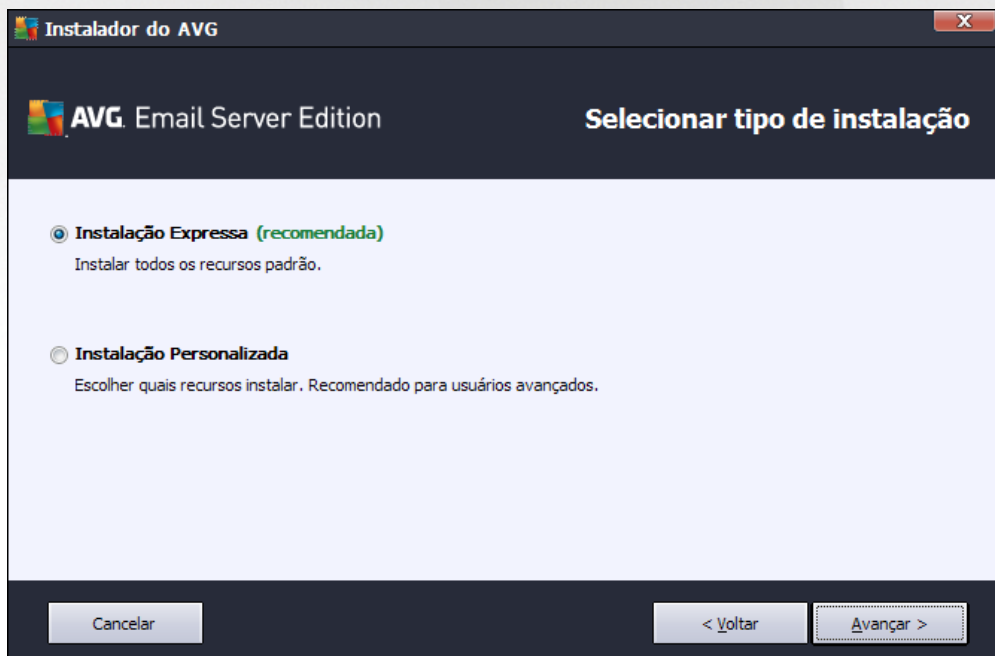 Instalador do AVG
AVG. Email Server Edition
Selecionar tipo de instalação
Instalação Expressa (recomendada)
Instalar todos os recursos padrão.
Instalação Personalizada
Escolher quais recursos instalar. Recomendado para usuários avançados.
Cancelar
< Voltar
Avançar >